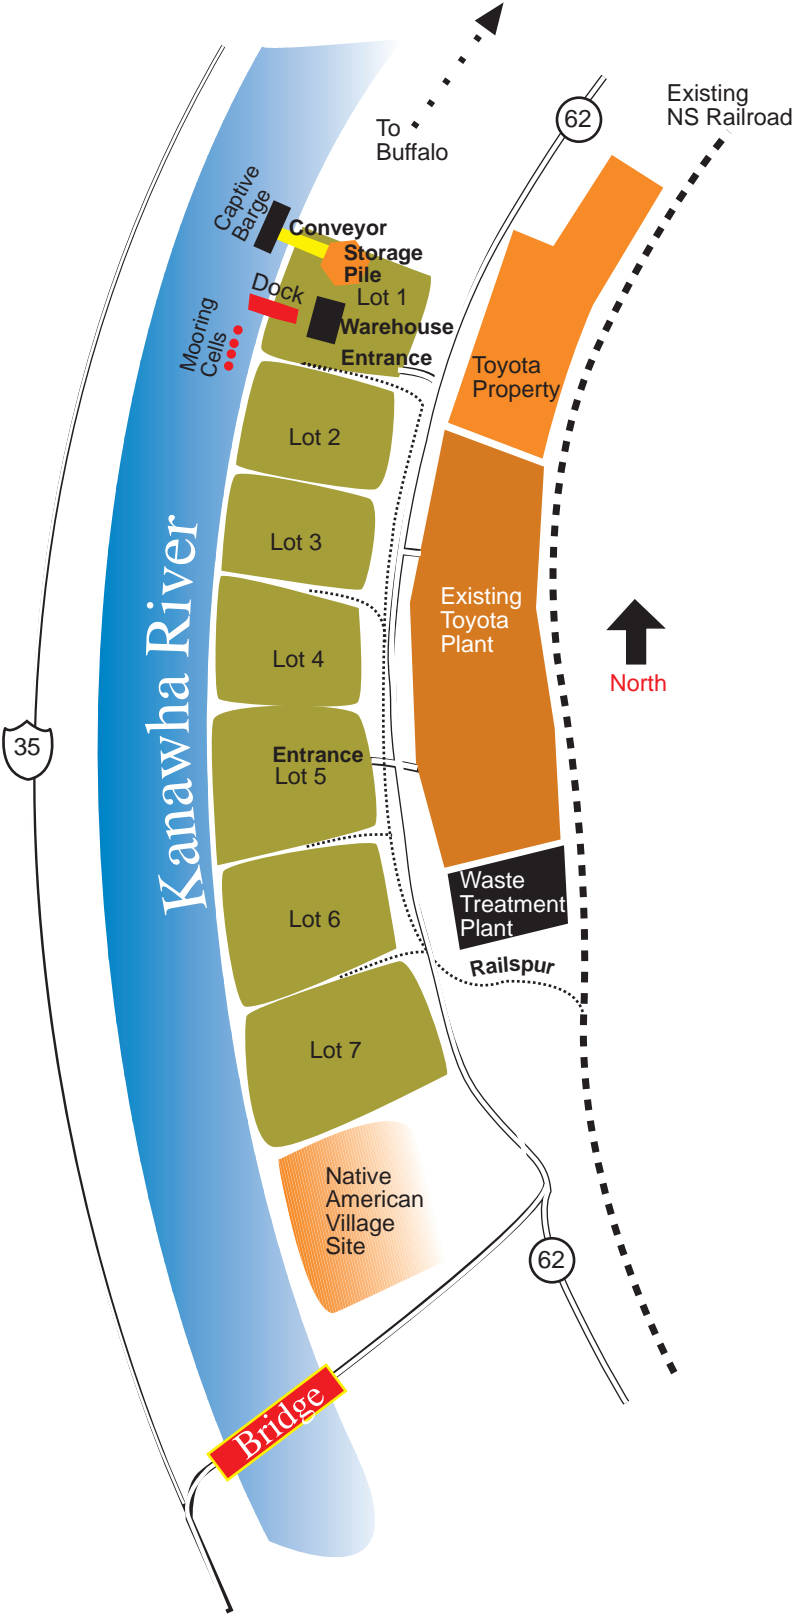 Existing
NS Railroad
62
To
Buffalo
Captive
Barge
Conveyor
Storage
Pile
Dock
Lot 1
Mooring
Cells
Warehouse
Entrance
Toyota
Property
Lot 2
Lot 3
Existing
Toyota
Plant
Lot 4
North
Kanawha River
35
Entrance
Lot 5
Waste
Treatment
Plant
Lot 6
Railspur
Lot 7
Native
American
Village
Site
62
Bridge